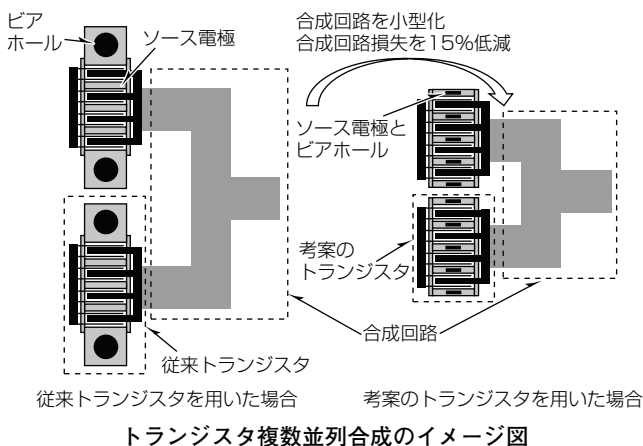 ビア
ホール
ソース電極
合成回路を小型化
合成回路損失を15%低減
ソース電極と
ビアホール
考案の
トランジスタ
合成回路
従来トランジスタ
従来トランジスタを用いた場合
考案のトランジスタを用いた場合
トランジスタ複数並列合成のイメージ図